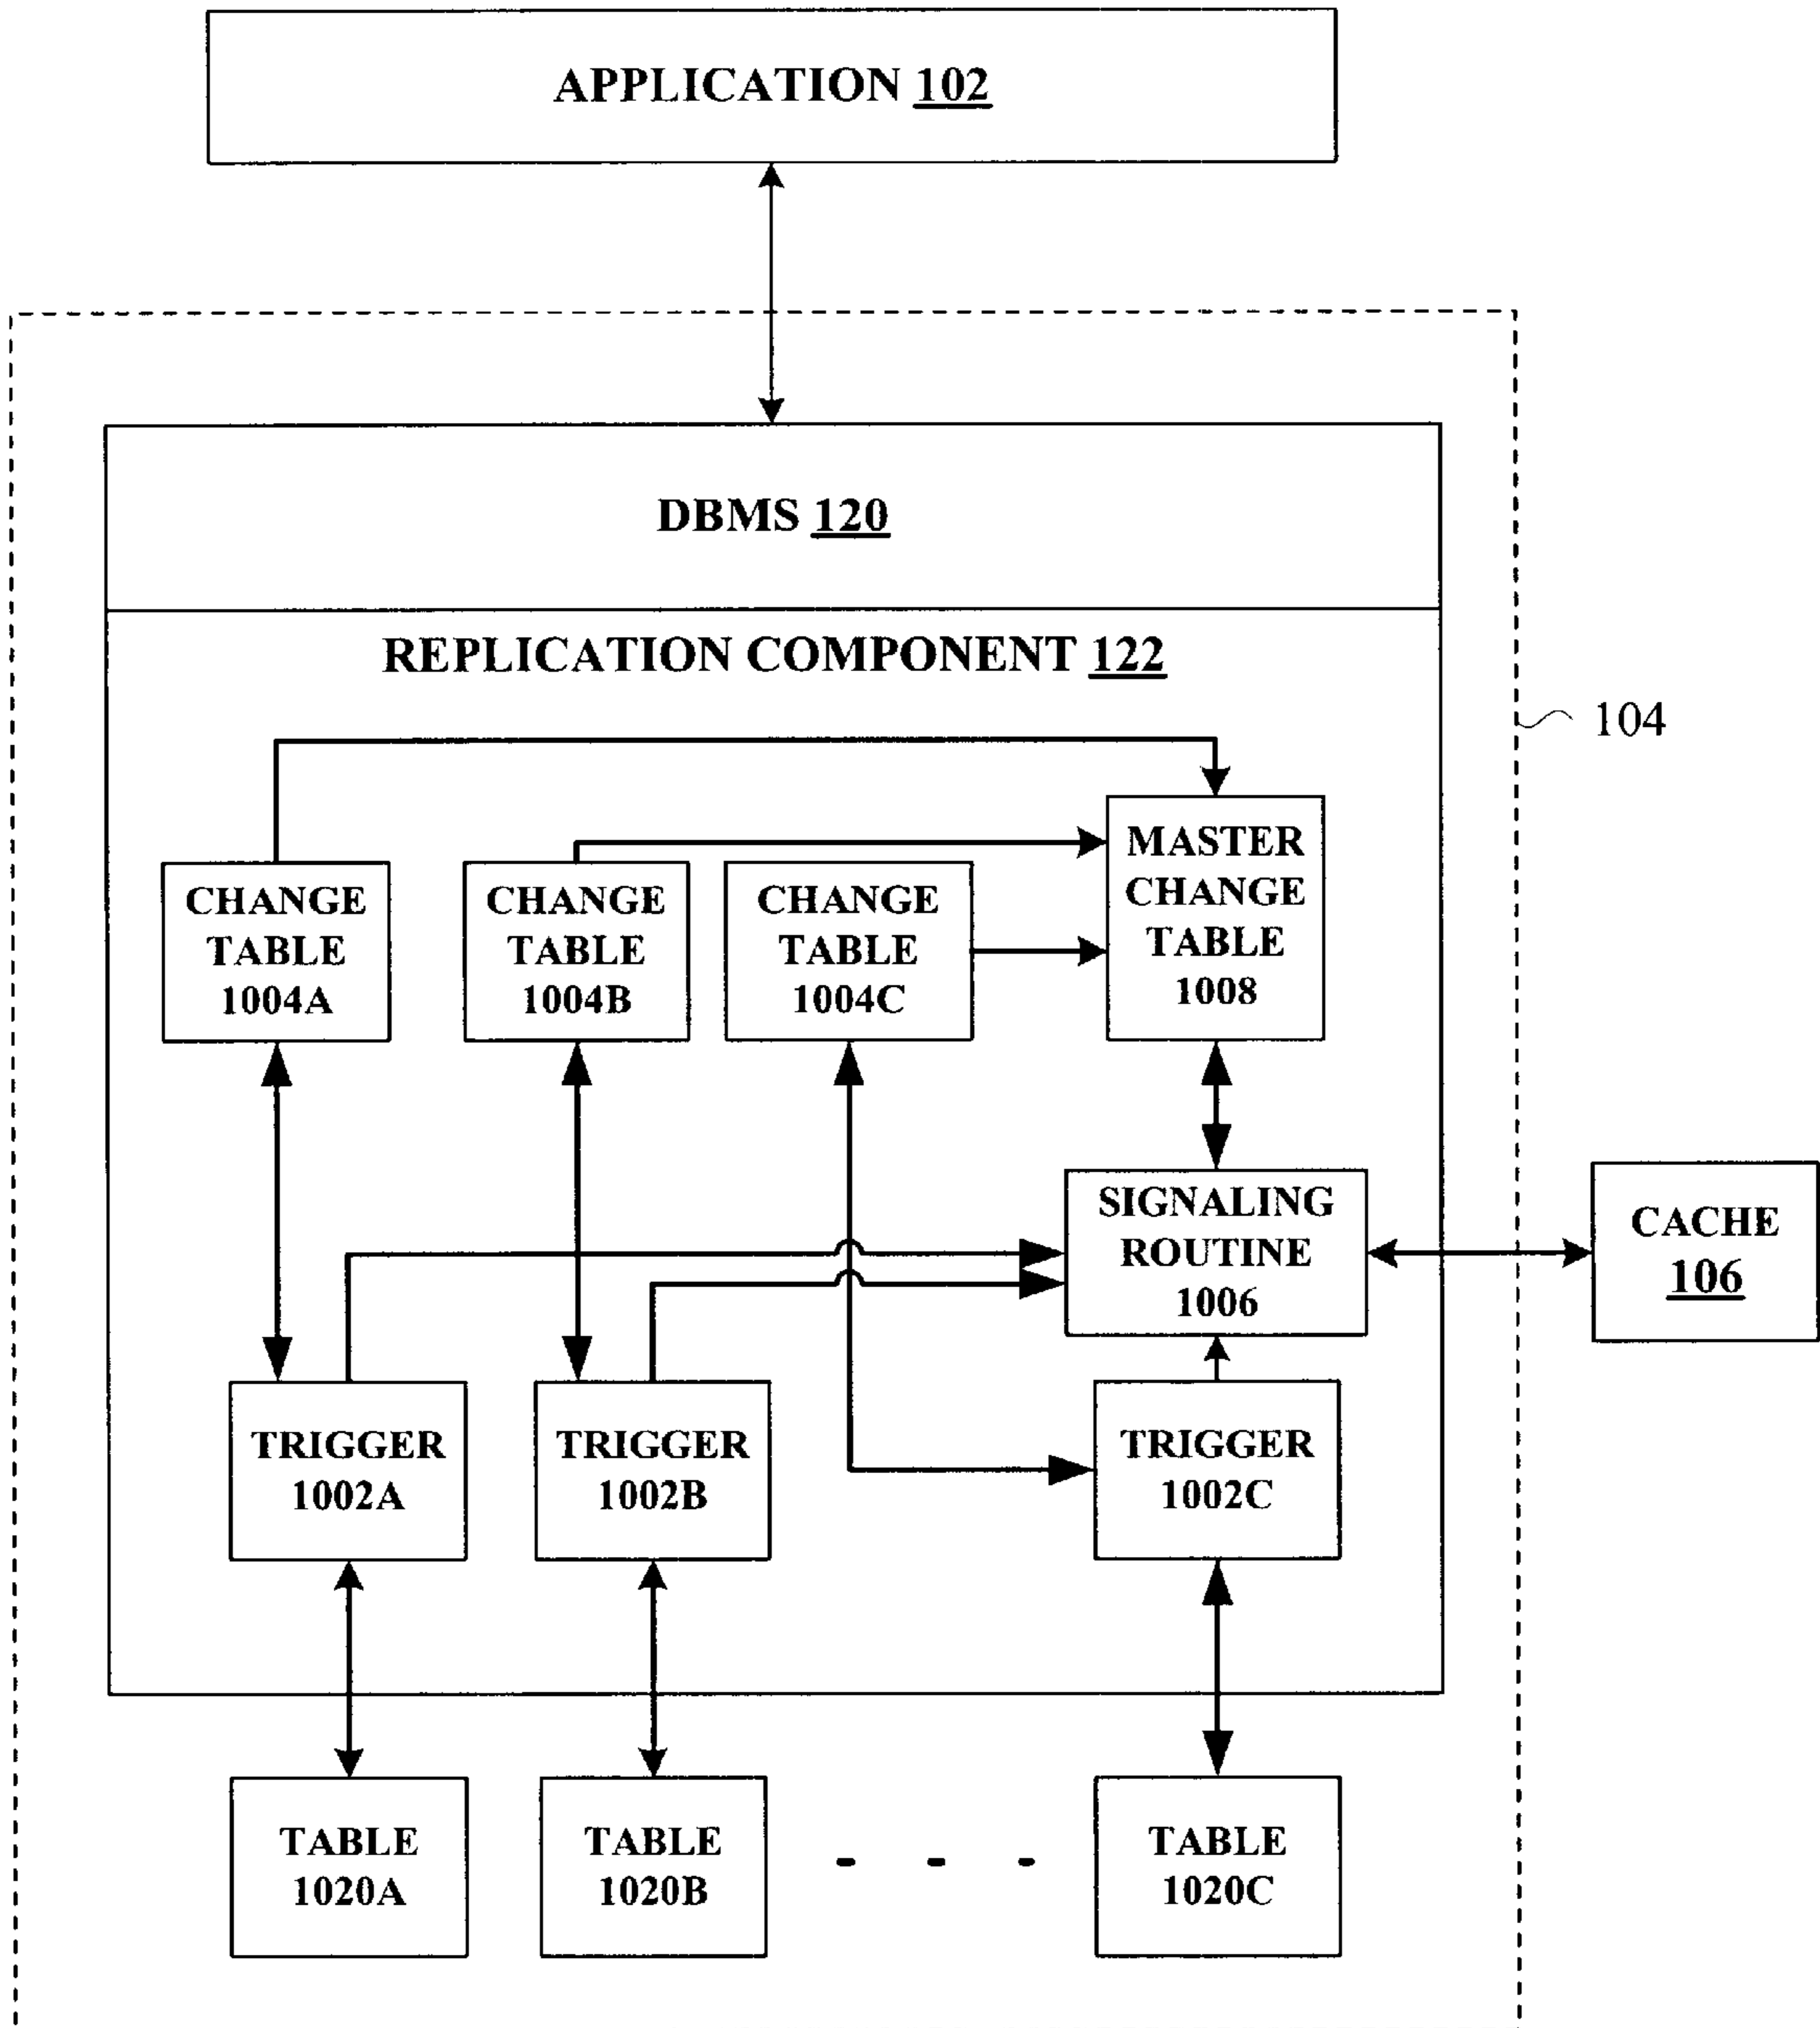 APPLICATION 102
DBMS 120
REPLICATION COMPONENT 122
104
MASTER
CHANGE
TABLE
1008
CHANGE
TABLE
1004A
CHANGE
TABLE
1004B
CHANGE
TABLE
1004C
SIGNALING
ROUTINE
1006
CACHE
106
TRIGGER
1002A
TRIGGER
1002B
TRIGGER
1002C
TABLE
1020A
TABLE
1020B
- - -
TABLE
1020C